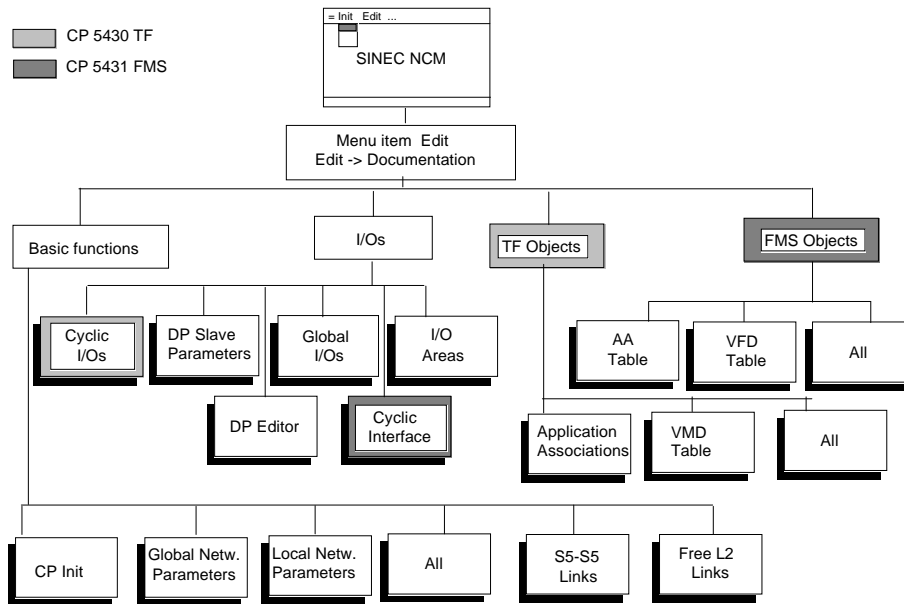 = Init Edit ...
CP 5430 TF
CP 5431 FMS
SINEC NCM
Menu item Edit
Edit -> Documentation
Basic functions
I/Os
TF Objects
FMS Objects
Cyclic
I/Os
DP Slave
Parameters
Global
I/Os
I/O
Areas
AA
Table
VFD
Table
All
DP Editor
Cyclic
Interface
Application
Associations
VMD
Table
All
CP Init
Global Netw.
Parameters
Local Netw.
Parameters
All
S5-S5
Links
Free L2
Links